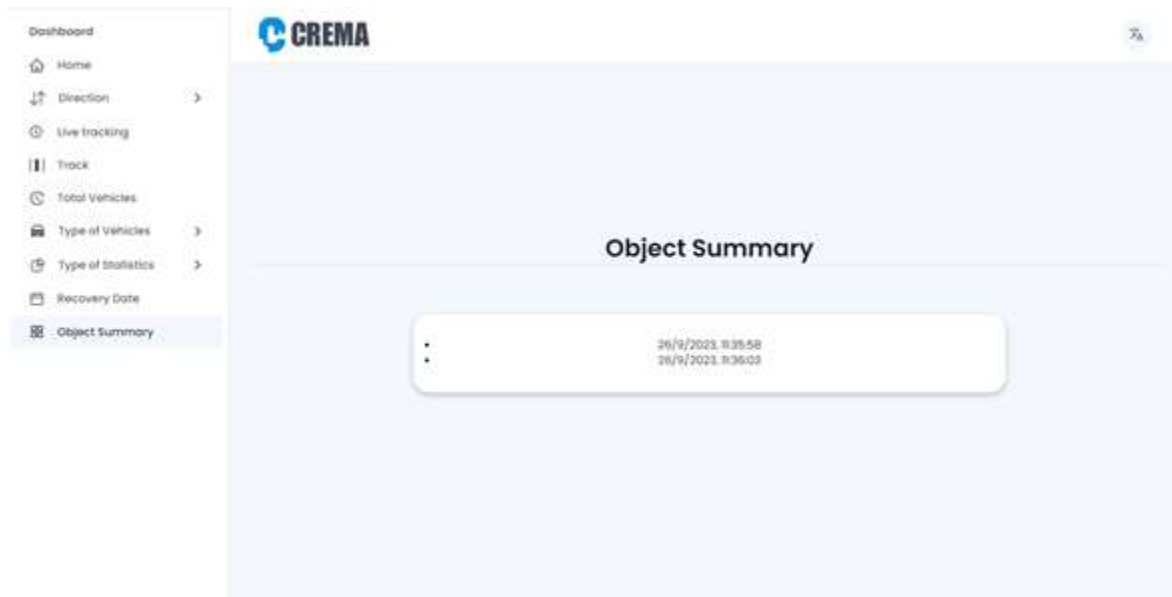 Dashboard
Home
Direction
Live tracking
Track
Total Vehicles
Type of Vehicles
Type of Statistics
Recovery Date
Object Summary
CREMA
Object Summary
26/9/2023, 11:35:58
26/9/2023, 11:36:03